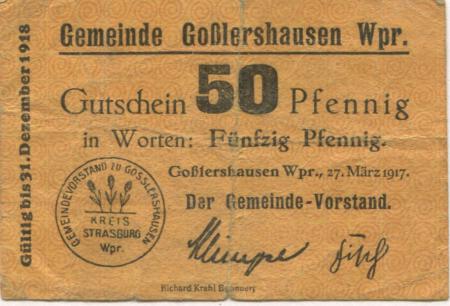 Gemeinde Goßlershausen Wpr.
Gültig bis 31. Dezember 1918
Gutschein 50 Pfennig
in Worten: Fünfzig Pfennig.
Goßlershausen Wpr., 27. März 1917.
Der Gemeinde-Vorstand.
GEMEINDEVORSTAND ZU GOSSLERSHAUSEN
KREIS
STRASBURG
Wpr.
Richard Krahl